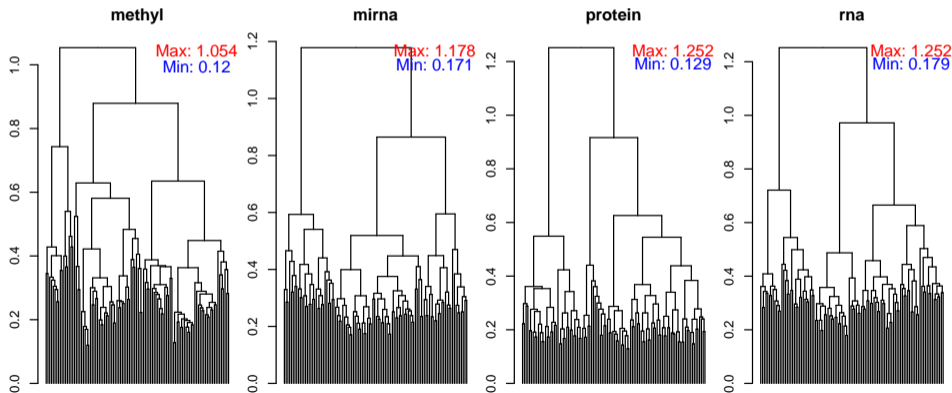 methyl
Max: 1.054
Min: 0.12
0.0 0.2 0.4 0.6 0.8 1.0
mirna
Max: 1.178
Min: 0.171
0.0 0.2 0.4 0.6 0.8 1.0 1.2
protein
Max: 1.252
Min: 0.129
0.0 0.2 0.4 0.6 0.8 1.0 1.2
rna
Max: 1.252
Min: 0.179
0.0 0.2 0.4 0.6 0.8 1.0 1.2